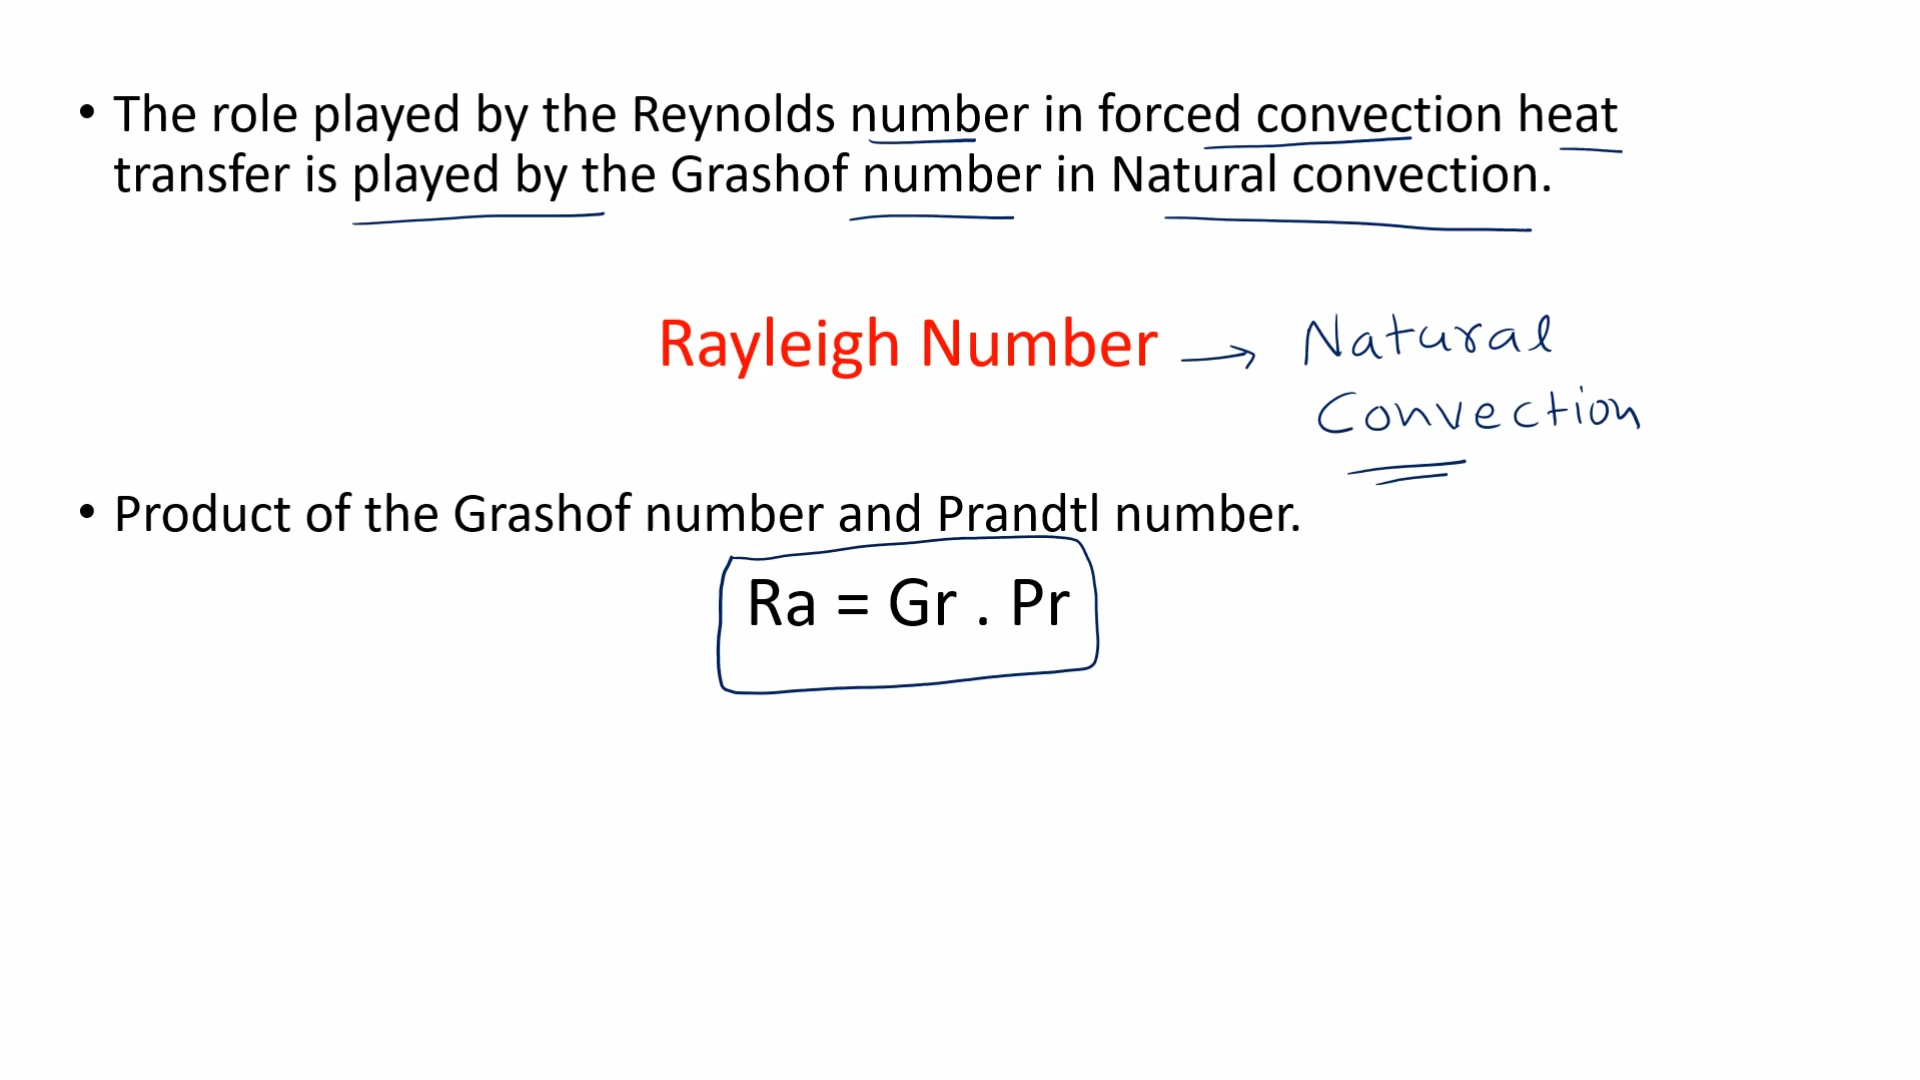 • The role played by the Reynolds number in forced convection heat
transfer is played by the Grashof number in Natural convection.
Rayleigh Number → Natural
Convection
• Product of the Grashof number and Prandtl number.
Ra = Gr . Pr